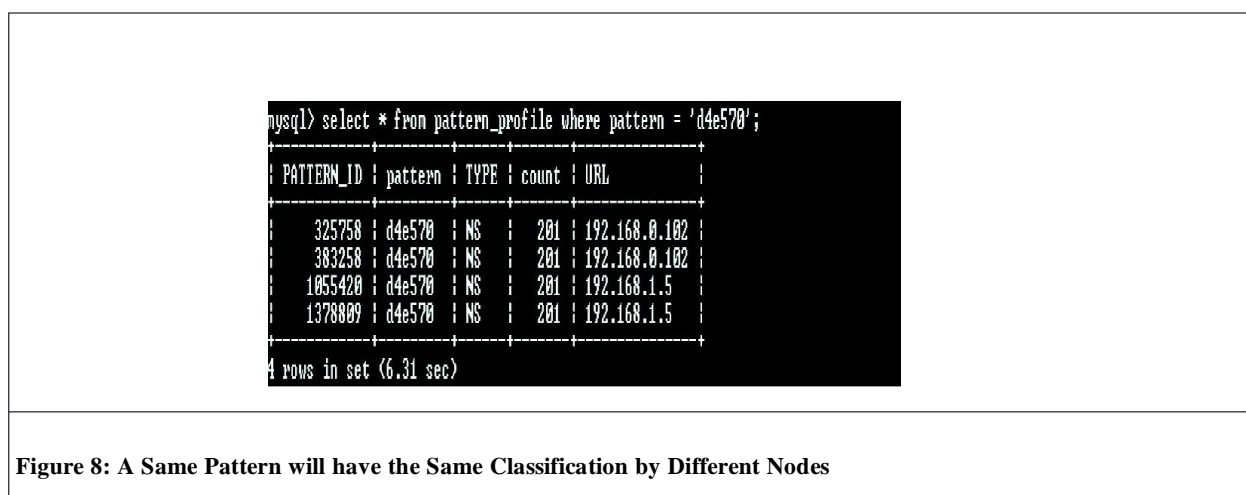 mysql> select * from pattern_profile where pattern = 'd4e570';
+------------+---------+------+-------+---------------+
| PATTERN_ID | pattern | TYPE | count | URL           |
+------------+---------+------+-------+---------------+
|     325758 | d4e570  | NS   |   201 | 192.168.0.102 |
|     383258 | d4e570  | NS   |   201 | 192.168.0.102 |
|    1055420 | d4e570  | NS   |   201 | 192.168.1.5   |
|    1378809 | d4e570  | NS   |   201 | 192.168.1.5   |
+------------+---------+------+-------+---------------+
4 rows in set (6.31 sec)
Figure 8: A Same Pattern will have the Same Classification by Different Nodes